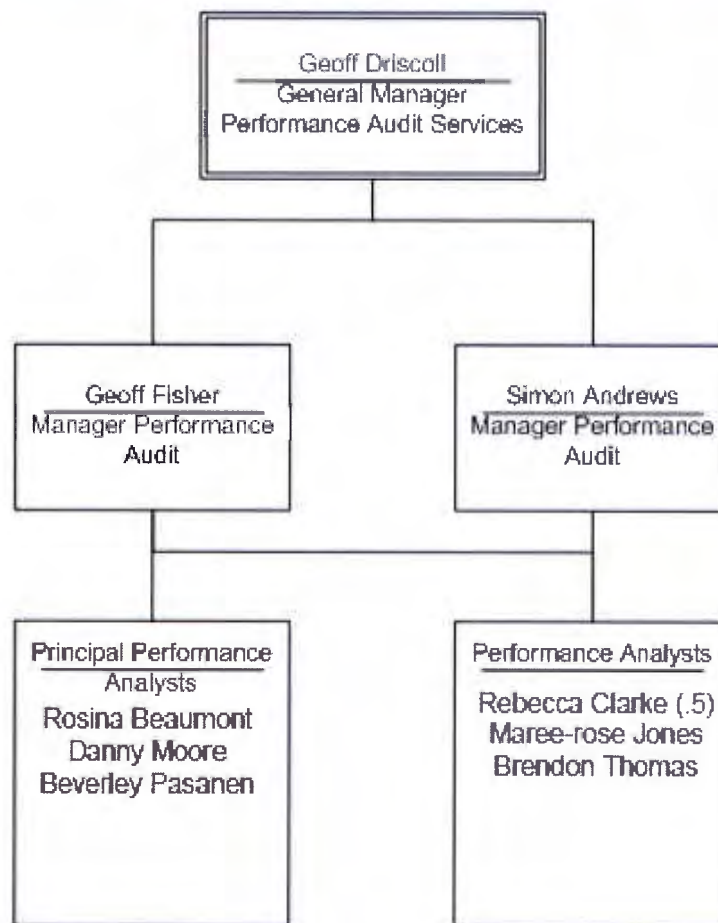 Geoff Driscoll
General Manager
Performance Audit Services
Geoff Fisher
Manager Performance
Audit
Simon Andrews
Manager Performance
Audit
Principal Performance
Analysts
Rosina Beaumont
Danny Moore
Beverley Pasanen
Performance Analysts
Rebecca Clarke (.5)
Maree-rose Jones
Brendon Thomas